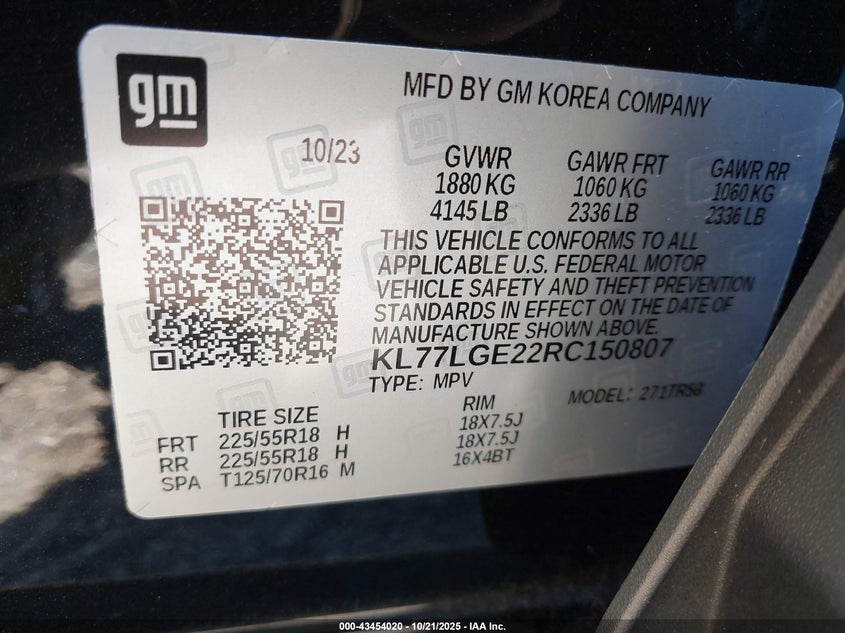 gm
MFD BY GM KOREA COMPANY
10/23
GVWR GAWR FRT GAWR RR
1880 KG 1060 KG 1060 KG
4145 LB 2336 LB 2336 LB
THIS VEHICLE CONFORMS TO ALL
APPLICABLE U.S. FEDERAL MOTOR
VEHICLE SAFETY AND THEFT PREVENTION
STANDARDS IN EFFECT ON THE DATE OF
MANUFACTURE SHOWN ABOVE.
KL77LGE22RC150807
TYPE: MPV MODEL: 271TR58
TIRE SIZE RIM
FRT 225/55R18 H 18X7.5J
RR 225/55R18 H 18X7.5J
SPA T125/70R16 M 16X4BT
000-43454020 - 10/21/2025 - IAA Inc.